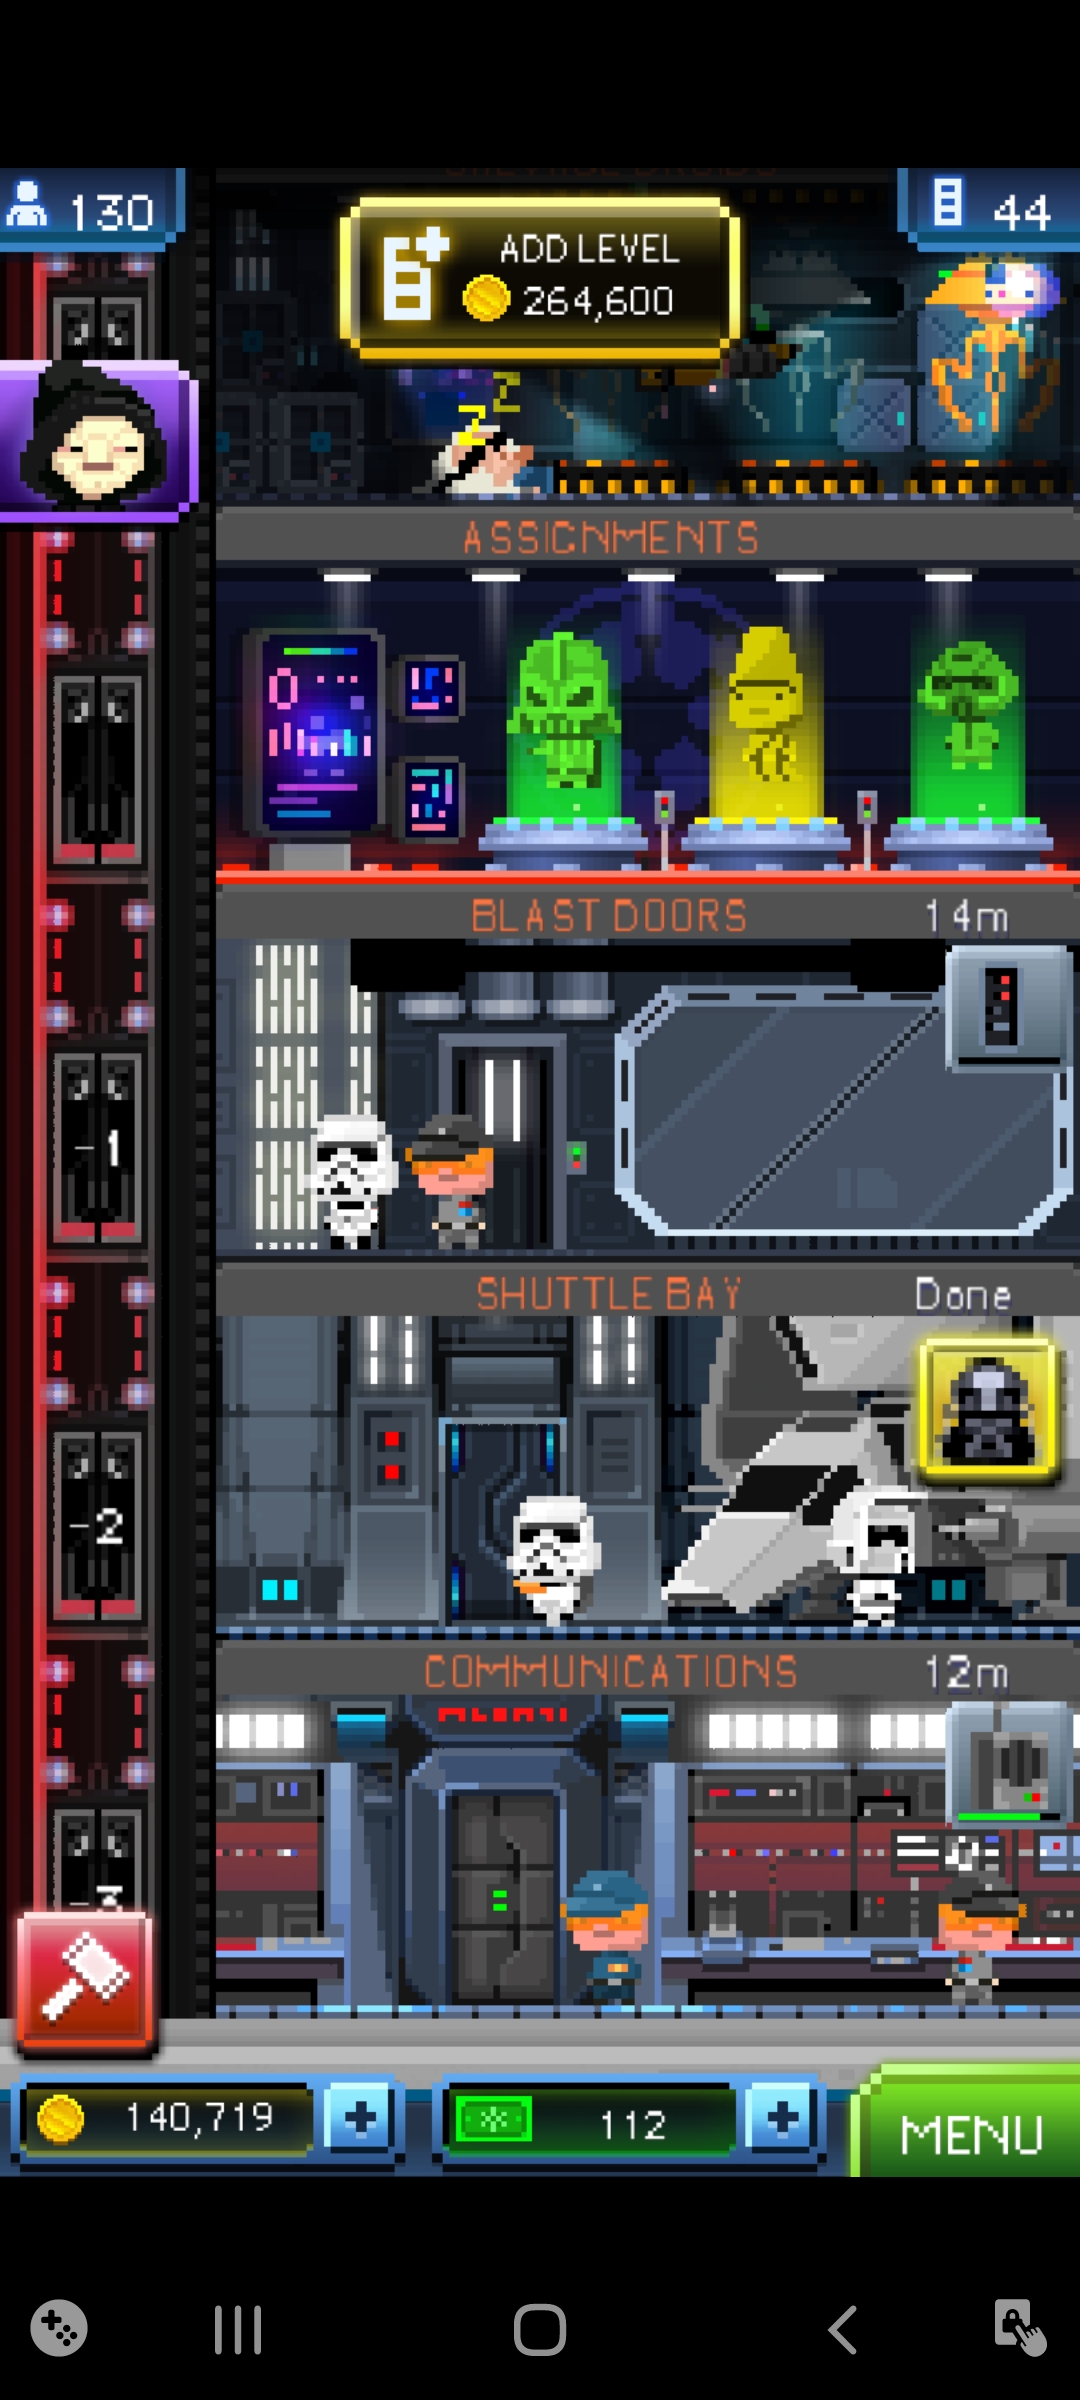 130
ADD LEVEL
264,600
44
Z
Z
ASSIGNMENTS
BLAST DOORS 14m
-1
SHUTTLE BAY Done
-2
COMMUNICATIONS 12m
-3
140,719
112
MENU